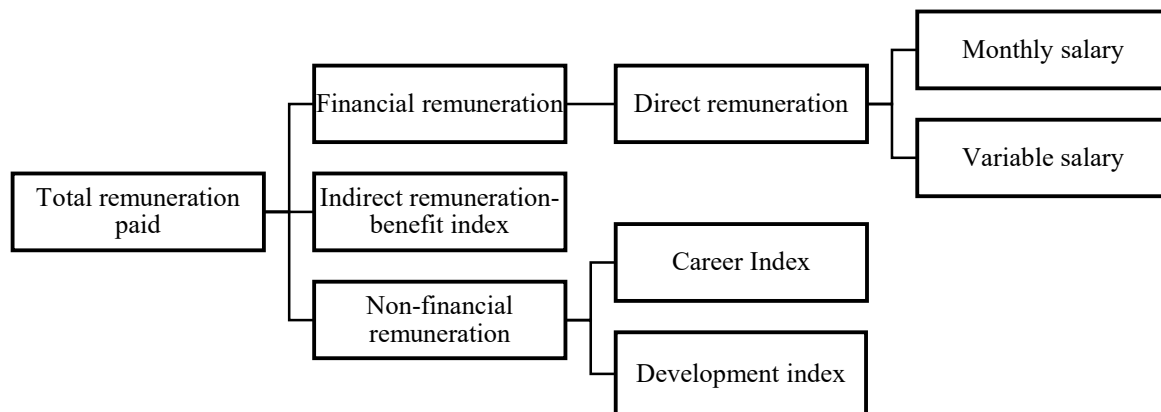 Monthly salary
Financial remuneration
Direct remuneration
Variable salary
Total remuneration
paid
Indirect remuneration-
benefit index
Career Index
Non-financial
remuneration
Development index